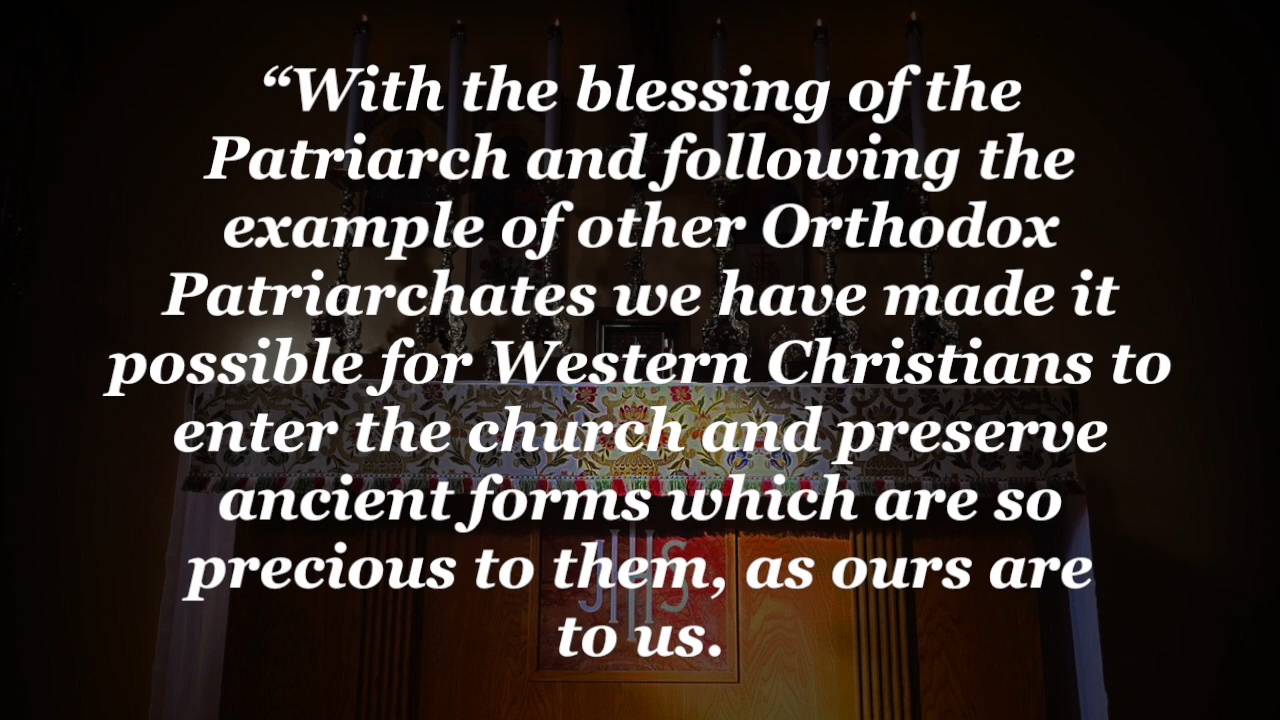 “With the blessing of the
Patriarch and following the
example of other Orthodox
Patriarchates we have made it
possible for Western Christians to
enter the church and preserve
ancient forms which are so
precious to them, as ours are
to us.
IHS